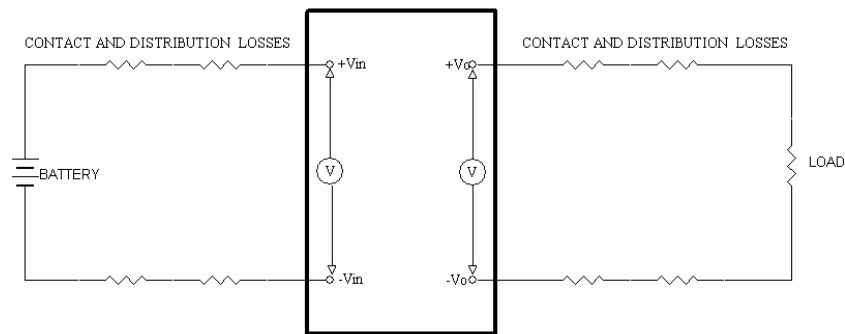 CONTACT AND DISTRIBUTION LOSSES
CONTACT AND DISTRIBUTION LOSSES
+Vin
+Vo
BATTERY
V
V
LOAD
-Vin
-Vo